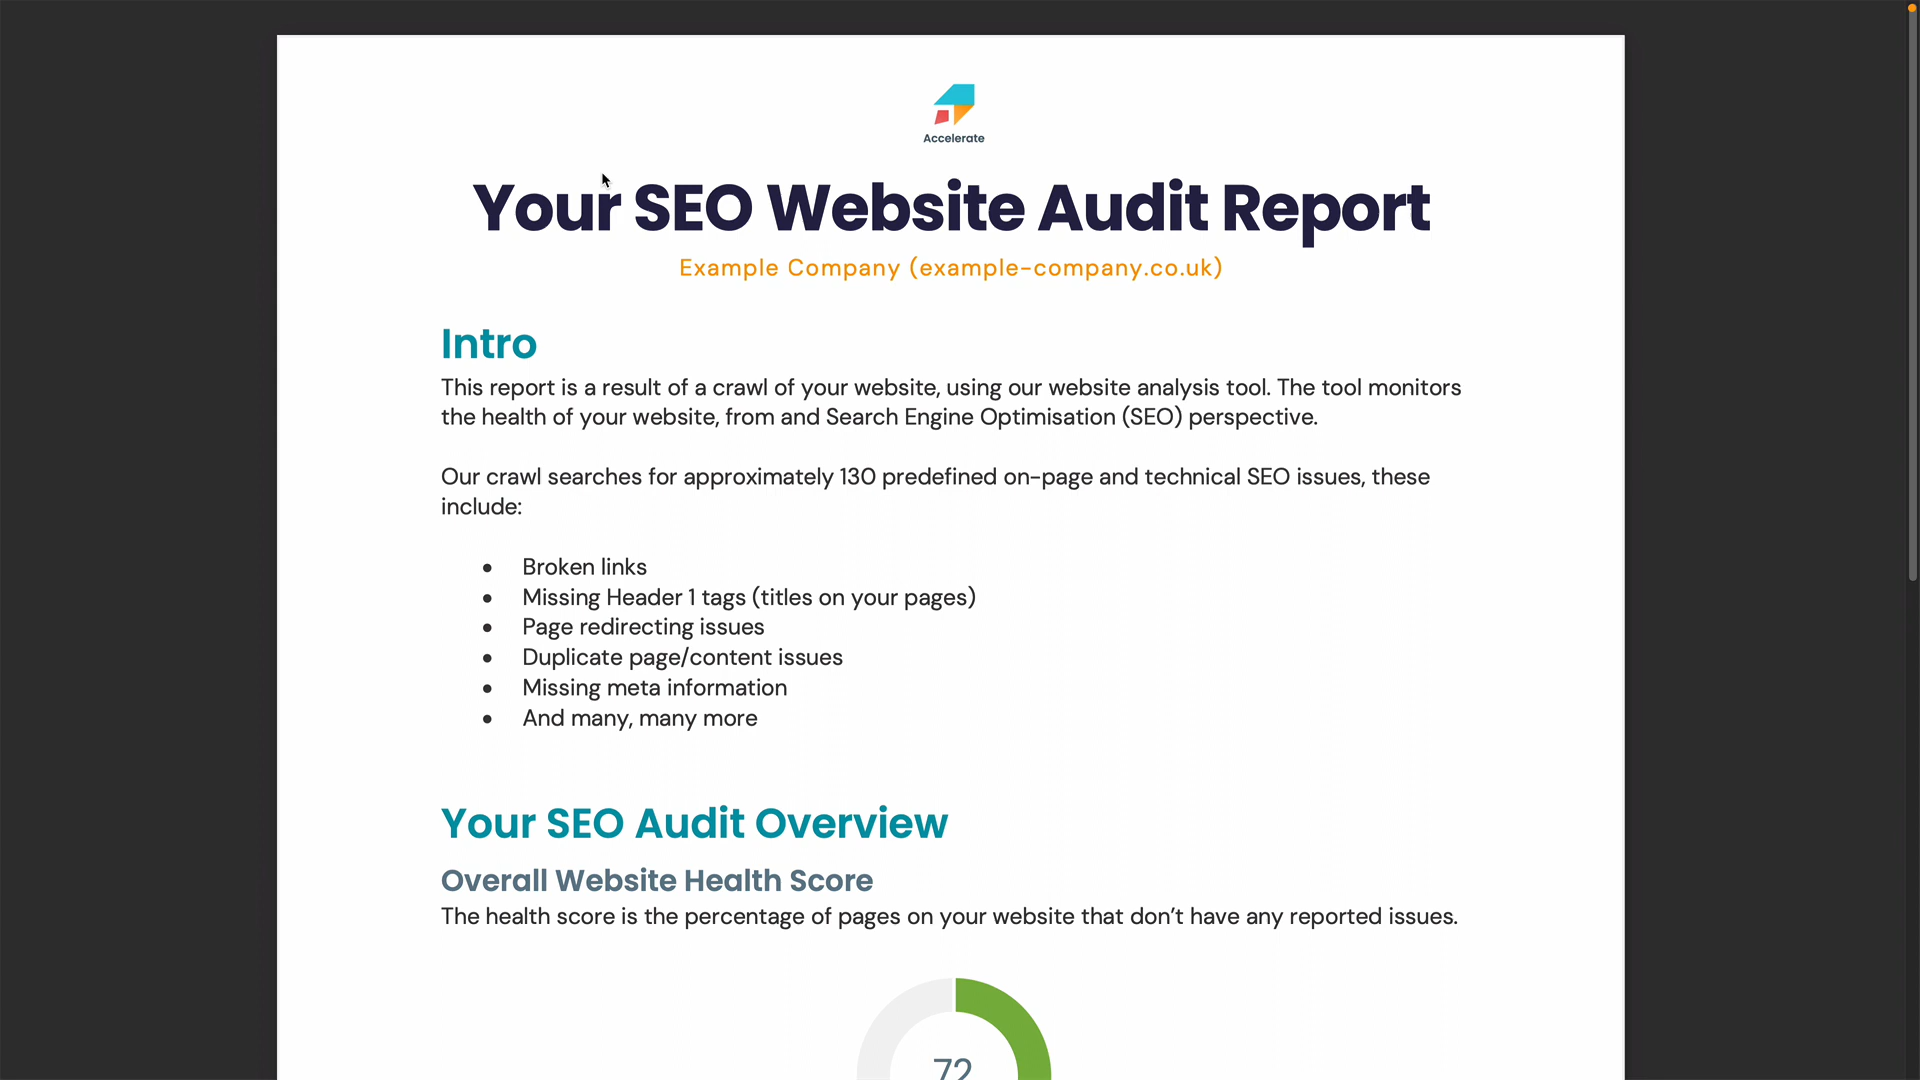 Accelerate
Your SEO Website Audit Report
Example Company (example-company.co.uk)
Intro
This report is a result of a crawl of your website, using our website analysis tool. The tool monitors
the health of your website, from and Search Engine Optimisation (SEO) perspective.
Our crawl searches for approximately 130 predefined on-page and technical SEO issues, these
include:
• Broken links
• Missing Header 1 tags (titles on your pages)
• Page redirecting issues
• Duplicate page/content issues
• Missing meta information
• And many, many more
Your SEO Audit Overview
Overall Website Health Score
The health score is the percentage of pages on your website that don’t have any reported issues.
72